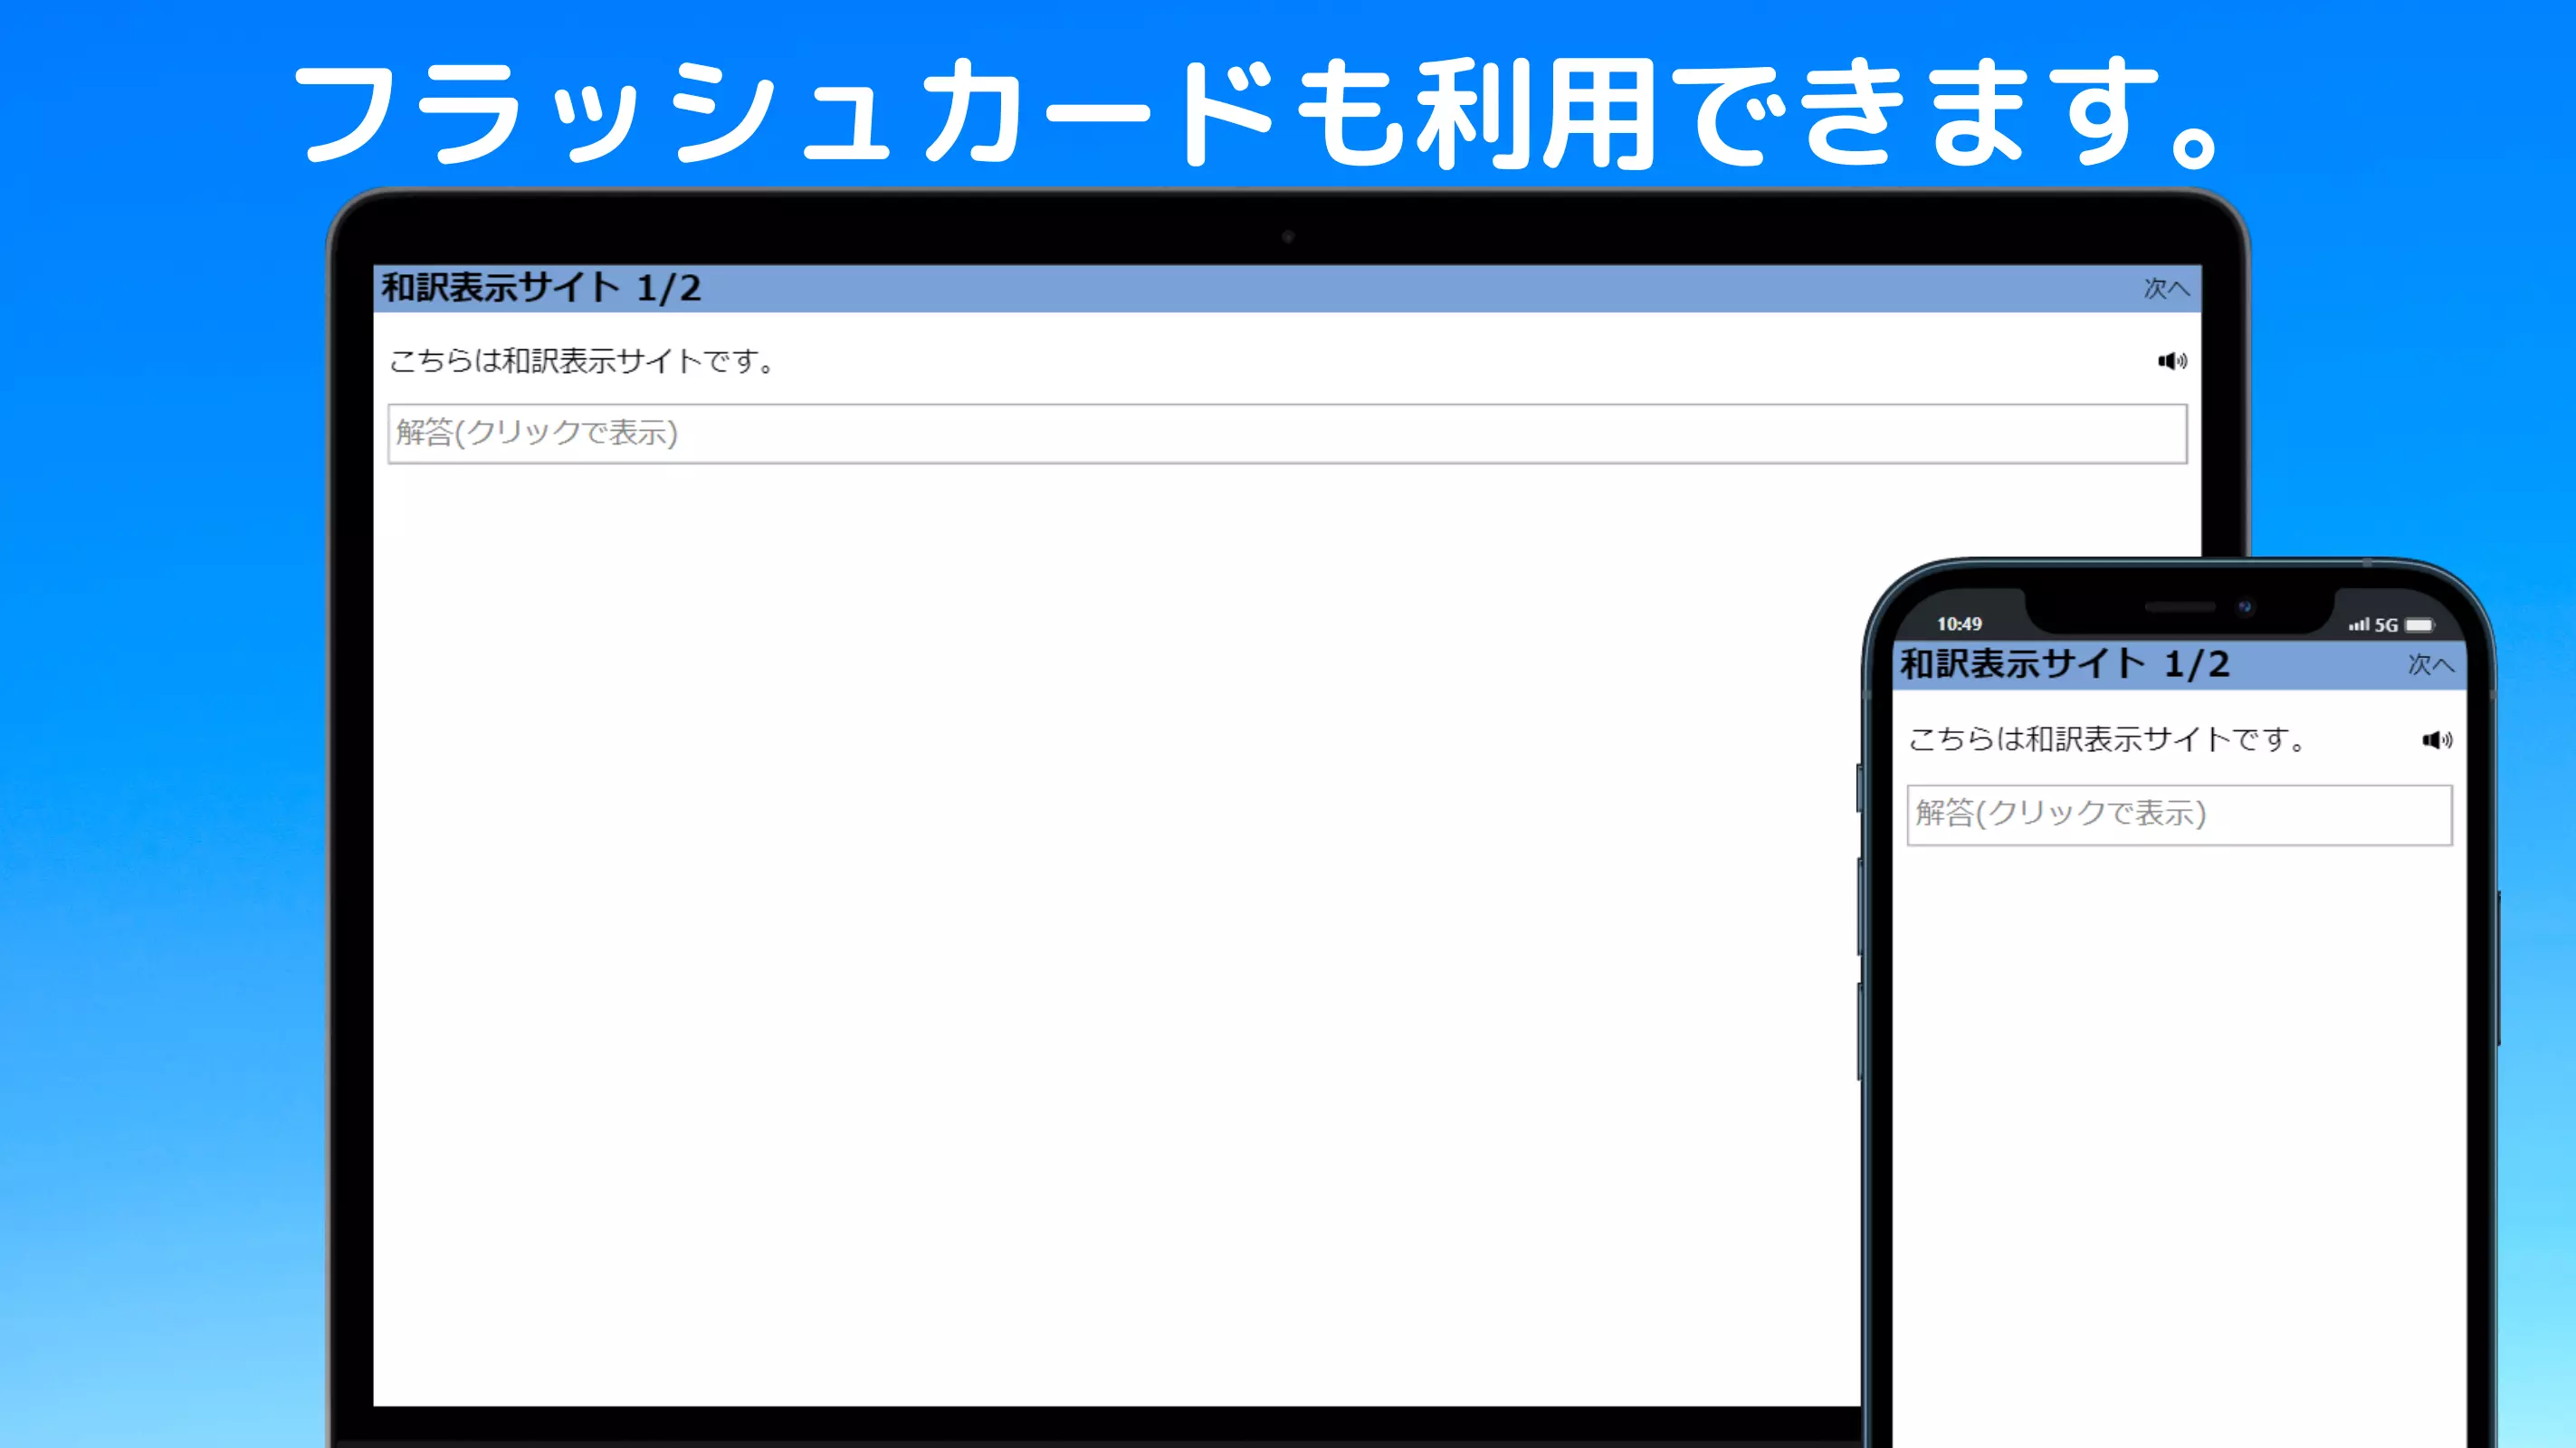 フラッシュカードも利用できます。
和訳表示サイト 1/2
次へ
こちらは和訳表示サイトです。
解答(クリックで表示)
10:49
5G
和訳表示サイト 1/2
次へ
こちらは和訳表示サイトです。
解答(クリックで表示)